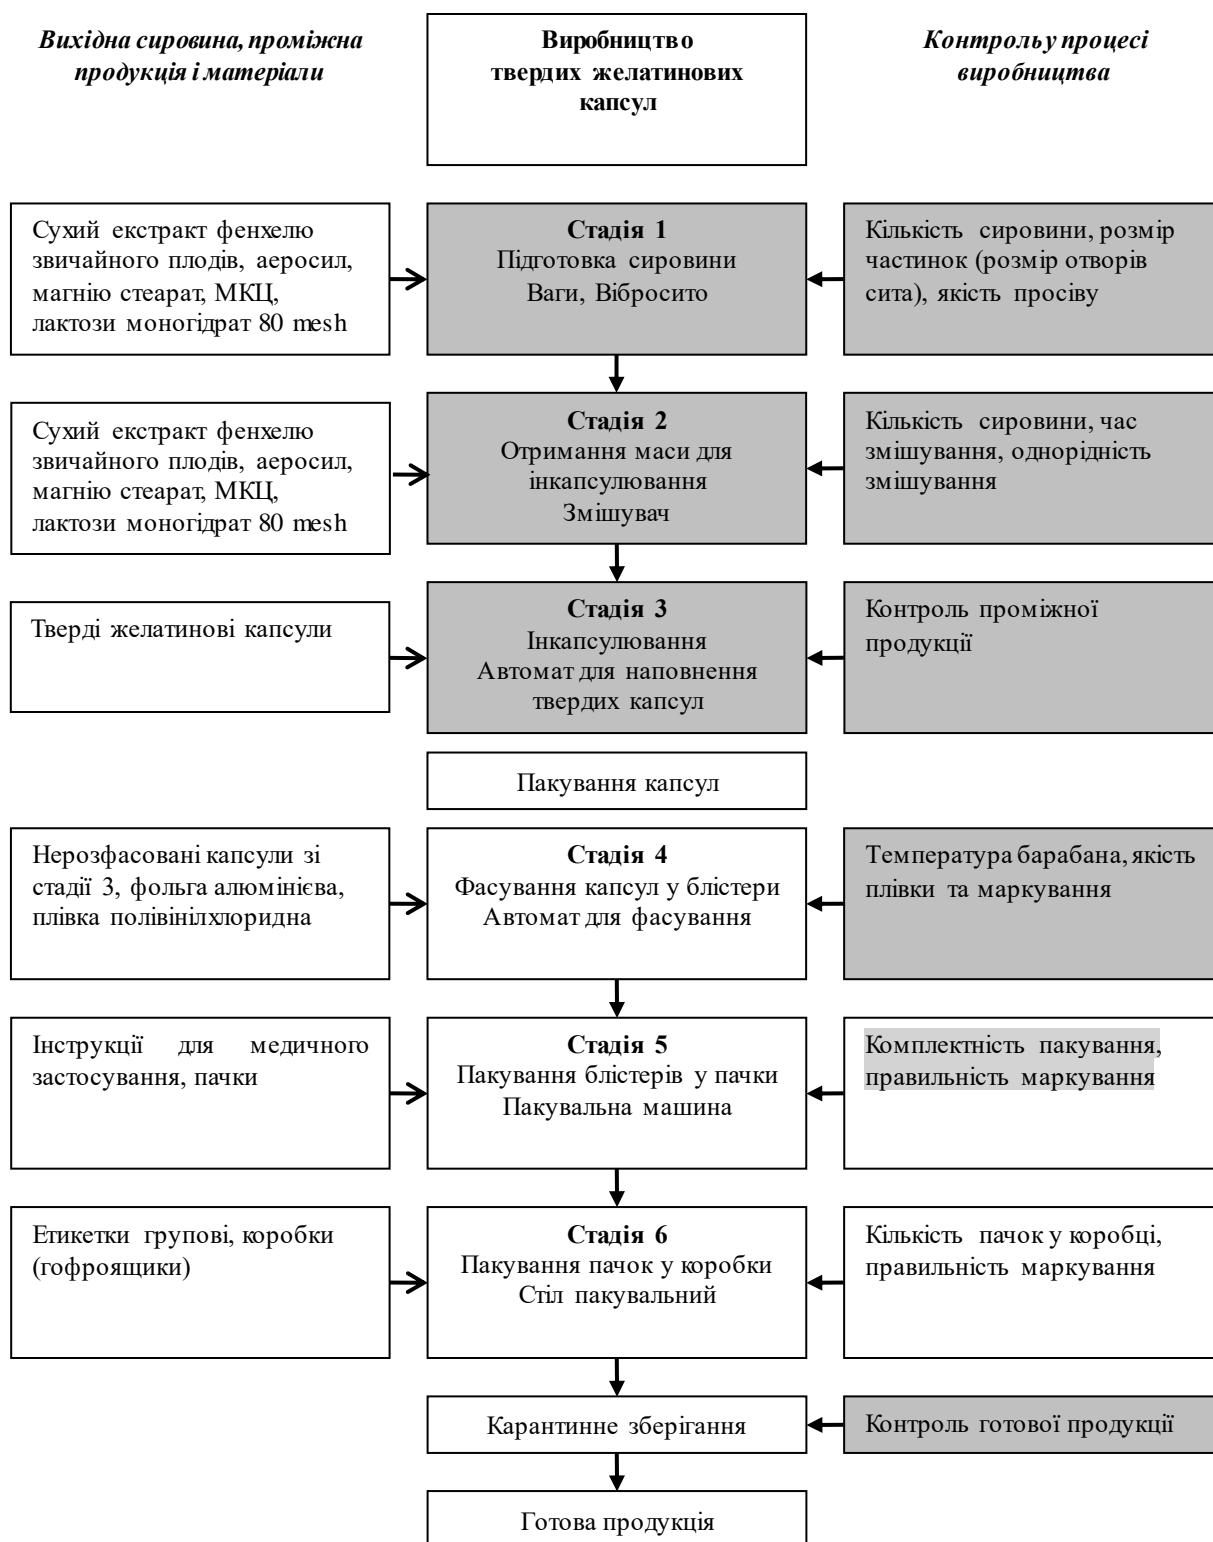 Вихідна сировина, проміжна
продукція і матеріали
Виробництво
твердих желатинових
капсул
Контроль у процесі
виробництва
Сухий екстракт фенхелю
звичайного плодів, аеросил,
магнію стеарат, МКЦ,
лактози моногідрат 80 mesh
Стадія 1
Підготовка сировини
Ваги, Вібросито
Кількість сировини, розмір
частинок (розмір отворів
сита), якість просіву
Сухий екстракт фенхелю
звичайного плодів, аеросил,
магнію стеарат, МКЦ,
лактози моногідрат 80 mesh
Стадія 2
Отримання маси для
інкапсулювання
Змішувач
Кількість сировини, час
змішування, однорідність
змішування
Тверді желатинові капсули
Стадія 3
Інкапсулювання
Автомат для наповнення
твердих капсул
Контроль проміжної
продукції
Пакування капсул
Нерозфасовані капсули зі
стадії 3, фольга алюмінієва,
плівка полівінілхлоридна
Стадія 4
Фасування капсул у блістери
Автомат для фасування
Температура барабана, якість
плівки та маркування
Інструкції для медичного
застосування, пачки
Стадія 5
Пакування блістерів у пачки
Пакувальна машина
Комплектність пакування,
правильність маркування
Етикетки групові, коробки
(гофроящики)
Стадія 6
Пакування пачок у коробки
Стіл пакувальний
Кількість пачок у коробці,
правильність маркування
Карантинне зберігання
Контроль готової продукції
Готова продукція